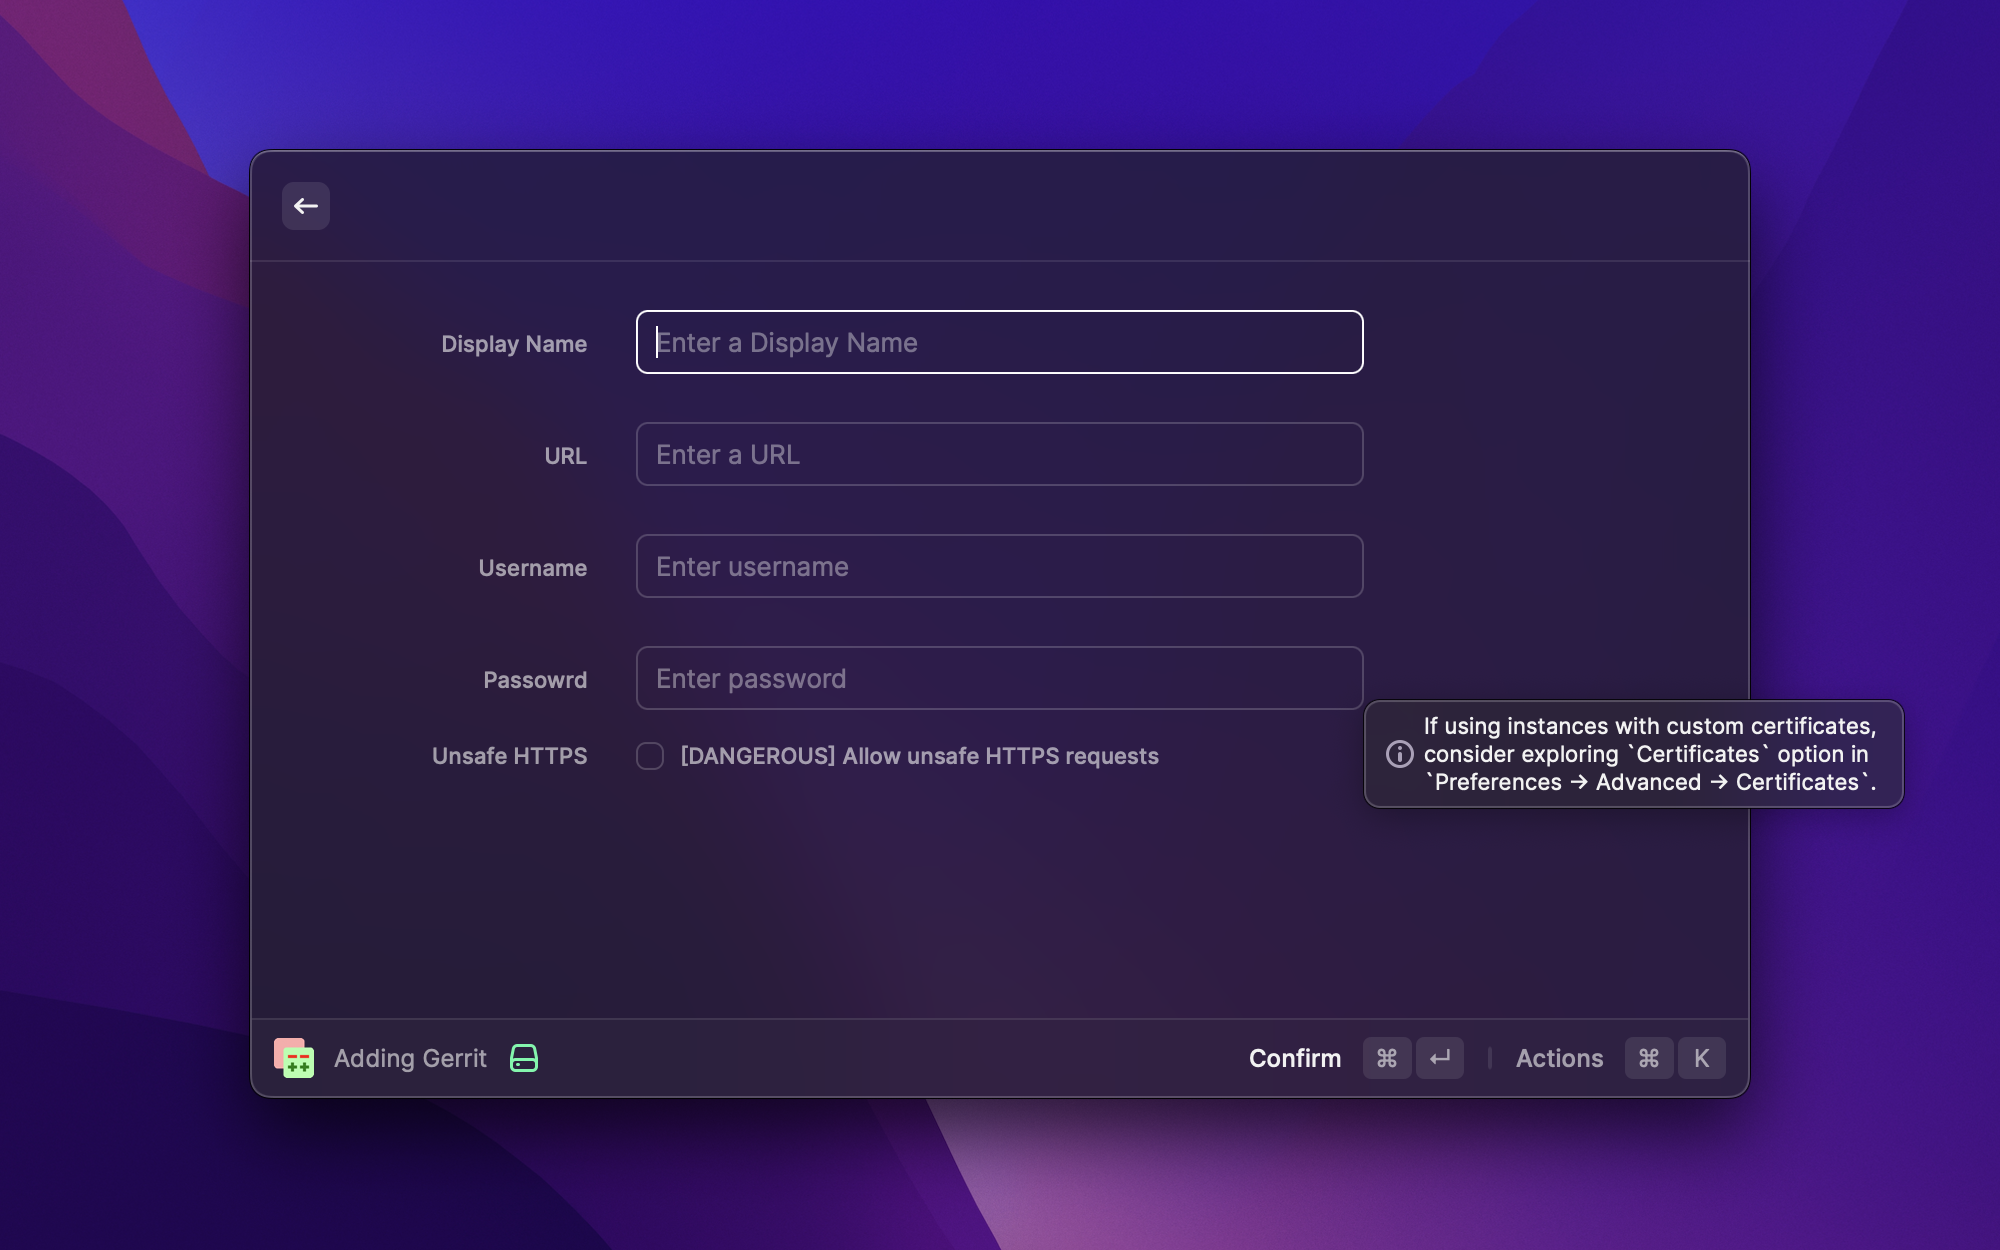 Display Name
Enter a Display Name
URL
Enter a URL
Username
Enter username
Passowrd
Enter password
Unsafe HTTPS
[DANGEROUS] Allow unsafe HTTPS requests
If using instances with custom certificates,
consider exploring `Certificates` option in
`Preferences → Advanced → Certificates`.
Adding Gerrit
Confirm ⌘ ↵
Actions ⌘ K